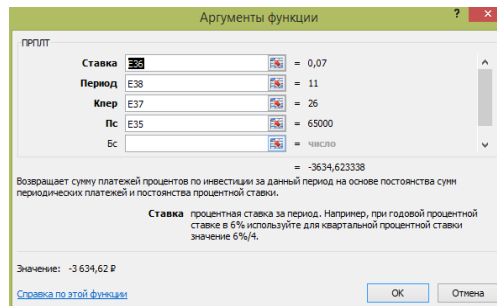 Аргументы функции ? ×
ПРПЛТ
Ставка E36 = 0,07
Период E38 = 11
Кпер E37 = 26
Пс E35 = 65000
Бс = число
= -3634,623338
Возвращает сумму платежей процентов по инвестиции за данный период на основе постоянства сумм
периодических платежей и постоянства процентной ставки.
Ставка процентная ставка за период. Например, при годовой процентной
ставке в 6% используйте для квартальной процентной ставки
значение 6%/4.
Значение: -3 634,62 ₽
Справка по этой функции ОК Отмена